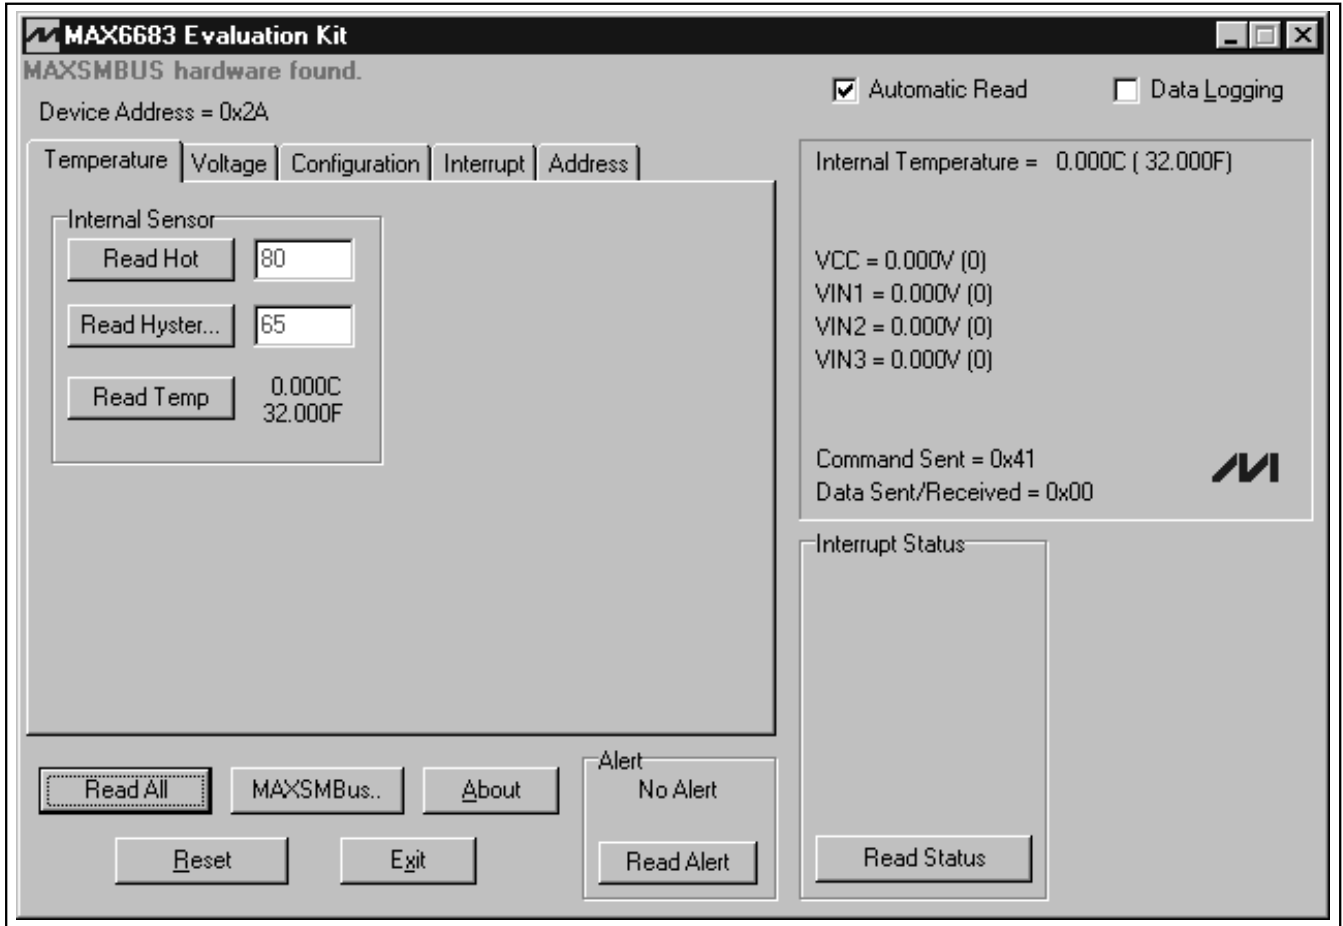 MAX6683 Evaluation Kit
MAXSMBUS hardware found.
Device Address = 0x2A
Automatic Read
Data Logging
Temperature
Voltage
Configuration
Interrupt
Address
Internal Sensor
Read Hot
80
Read Hyster...
65
Read Temp
0.000C
32.000F
Internal Temperature = 0.000C ( 32.000F)
VCC = 0.000V (0)
VIN1 = 0.000V (0)
VIN2 = 0.000V (0)
VIN3 = 0.000V (0)
Command Sent = 0x41
Data Sent/Received = 0x00
Interrupt Status
Read Status
Read All
MAXSMBus..
About
Reset
Exit
Alert
No Alert
Read Alert